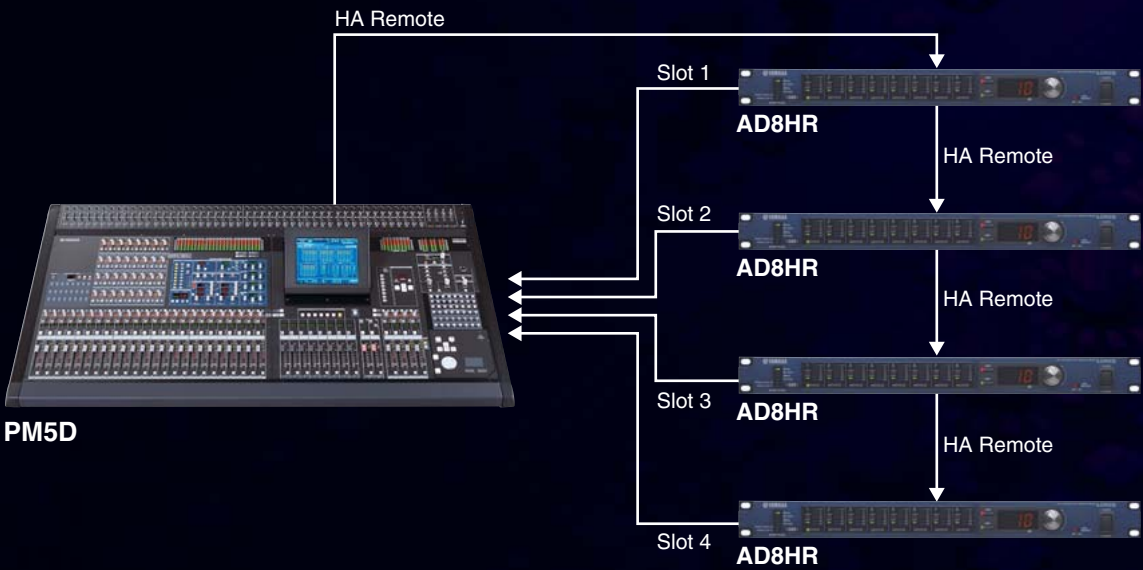 HA Remote
Slot 1
AD8HR
HA Remote
Slot 2
AD8HR
HA Remote
PM5D
Slot 3
AD8HR
HA Remote
Slot 4
AD8HR